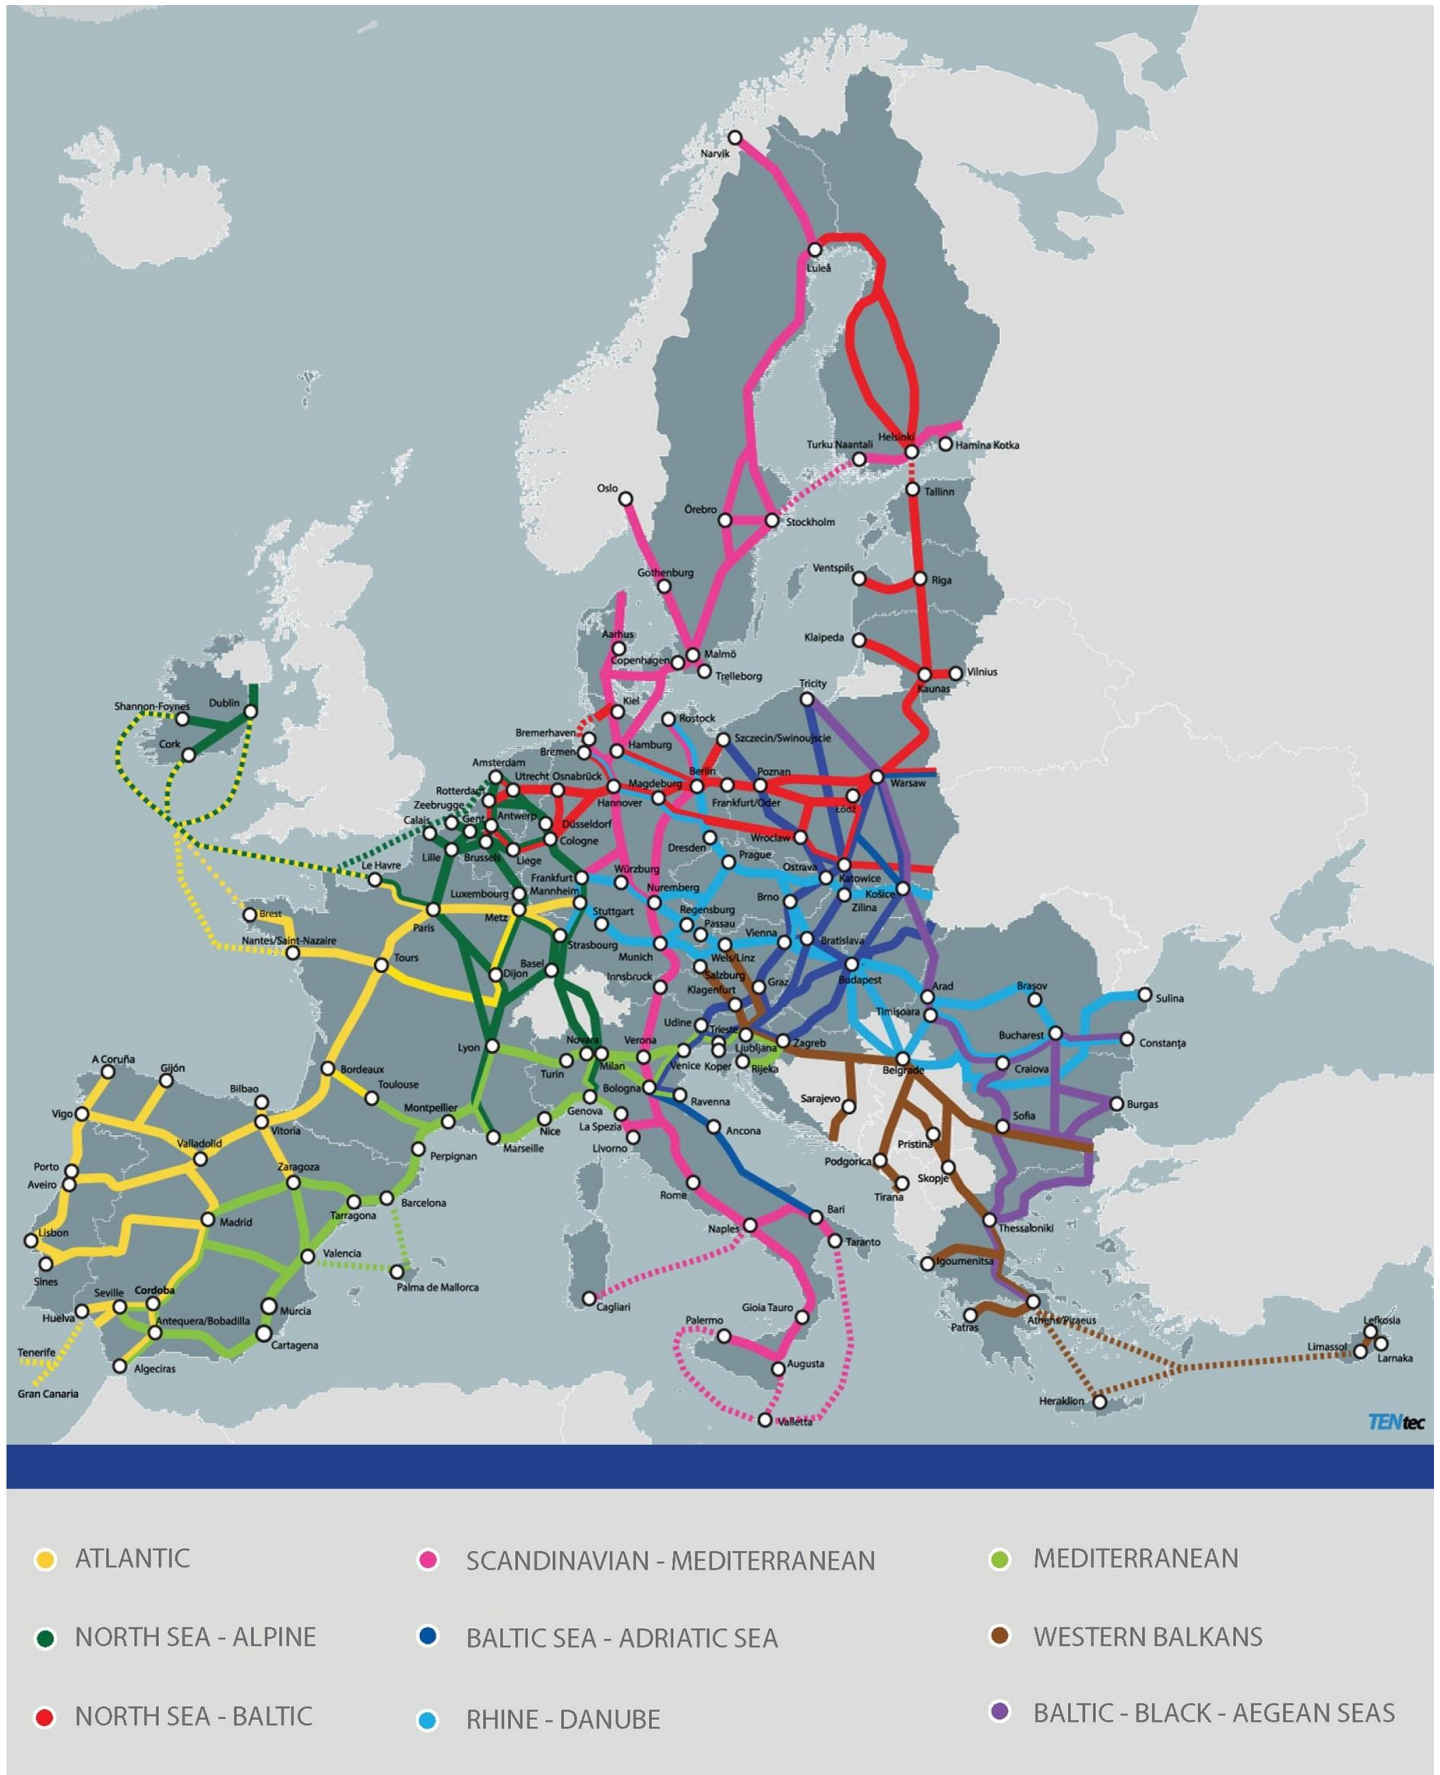 Narvik
Luleå
Helsinki
Turku Naantali
Hamina Kotka
Oslo
Tallinn
Örebro
Stockholm
Ventspils
Gothenburg
Riga
Aarhus
Klaipeda
Copenhagen
Malmö
Trelleborg
Vilnius
Kaunas
Tricity
Shannon-Foynes
Dublin
Kiel
Rostock
Cork
Bremerhaven
Szczecin/Swinoujscie
Bremen
Hamburg
Amsterdam
Utrecht
Osnabrück
Magdeburg
Berlin
Poznan
Warsaw
Rotterdam
Hannover
Frankfurt/Oder
Łódź
Zeebrugge
Calais
Gent
Antwerp
Düsseldorf
Wroclaw
Cologne
Lille
Brussels
Liege
Dresden
Prague
Le Havre
Frankfurt
Würzburg
Ostrava
Katowice
Luxembourg
Mannheim
Nuremberg
Brno
Košice
Zilina
Brest
Metz
Stuttgart
Regensburg
Paris
Passau
Nantes/Saint-Nazaire
Strasbourg
Vienna
Bratislava
Munich
Wels/Linz
Tours
Basel
Dijon
Innsbruck
Salzburg
Graz
Budapest
Klagenfurt
Arad
Brașov
Sulina
Timișoara
Udine
Trieste
Bucharest
Lyon
Novara
Verona
Ljubljana
Zagreb
Constanța
A Coruña
Gijón
Turin
Milan
Venice
Koper
Rijeka
Belgrade
Craiova
Bordeaux
Bilbao
Toulouse
Bologna
Ravenna
Sarajevo
Burgas
Vigo
Montpellier
Genova
Nice
La Spezia
Sofia
Vitoria
Ancona
Valladolid
Marseille
Livorno
Pristina
Perpignan
Porto
Zaragoza
Podgorica
Skopje
Aveiro
Rome
Tirana
Barcelona
Tarragona
Madrid
Bari
Naples
Thessaloniki
Lisbon
Taranto
Valencia
Igoumenitsa
Sines
Palma de Mallorca
Seville
Cordoba
Cagliari
Murcia
Gioia Tauro
Huelva
Antequera/Bobadilla
Palermo
Patras
Athens/Piraeus
Lefkosia
Cartagena
Limassol
Larnaka
Tenerife
Algeciras
Augusta
Gran Canaria
Heraklion
Valletta
TENtec
ATLANTIC
SCANDINAVIAN - MEDITERRANEAN
MEDITERRANEAN
NORTH SEA - ALPINE
BALTIC SEA - ADRIATIC SEA
WESTERN BALKANS
NORTH SEA - BALTIC
RHINE - DANUBE
BALTIC - BLACK - AEGEAN SEAS